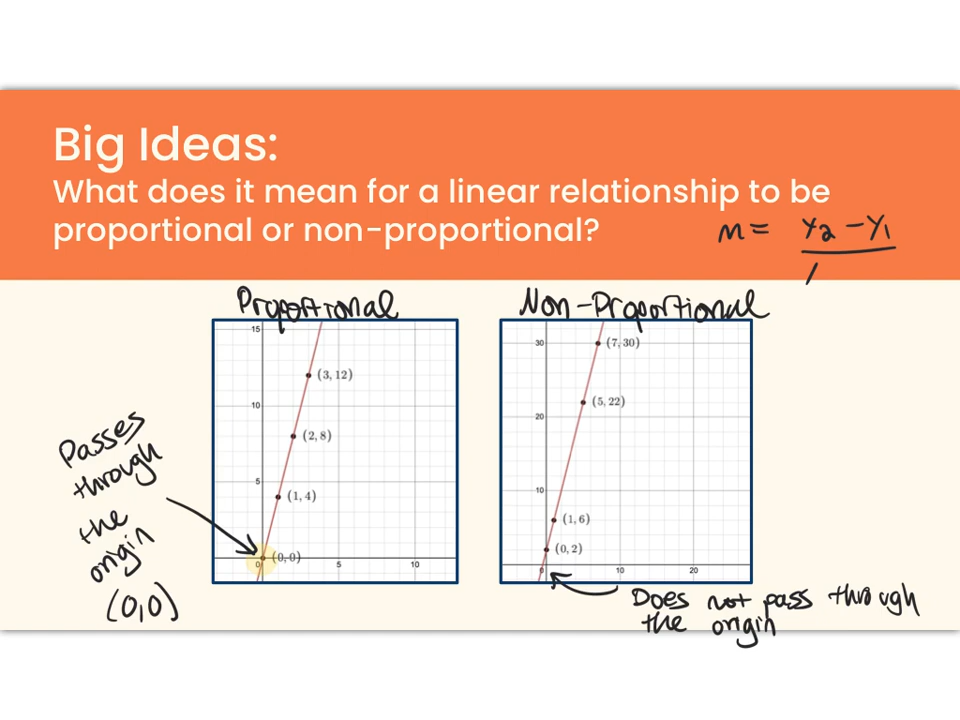 Big Ideas:
What does it mean for a linear relationship to be
proportional or non-proportional?
m = y2 - y1
Proportional
15
(3, 12)
10
(2, 8)
5
(1, 4)
(0, 0)
0
5
10
Passes
through
the
origin
(0,0)
Non-Proportional
30
(7, 30)
(5, 22)
20
10
(1, 6)
(0, 2)
0
10
20
Does not pass through
the origin